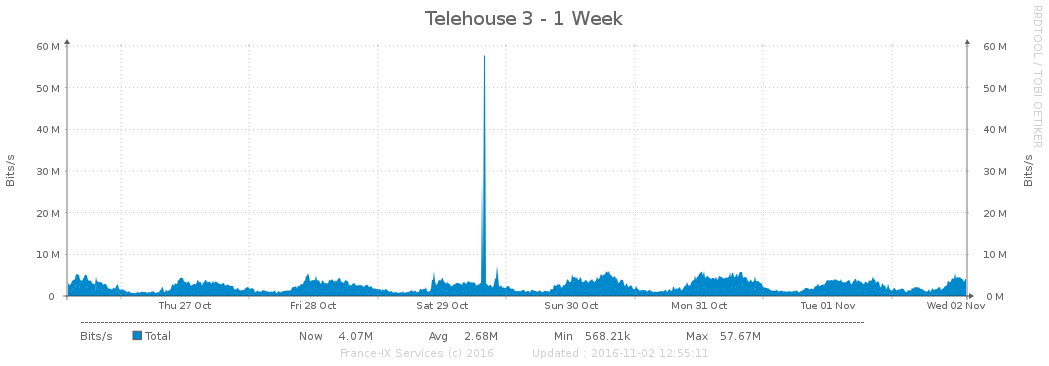 Telehouse 3 - 1 Week
RRDTOOL / TOBI OETIKER
Bits/s
Bits/s
60 M 60 M
50 M 50 M
40 M 40 M
30 M 30 M
20 M 20 M
10 M 10 M
0 0 M
Thu 27 Oct Fri 28 Oct Sat 29 Oct Sun 30 Oct Mon 31 Oct Tue 01 Nov Wed 02 Nov
Bits/s Total Now 4.07M Avg 2.68M Min 568.21k Max 57.67M
France-IX Services (c) 2016 Updated : 2016-11-02 12:55:11